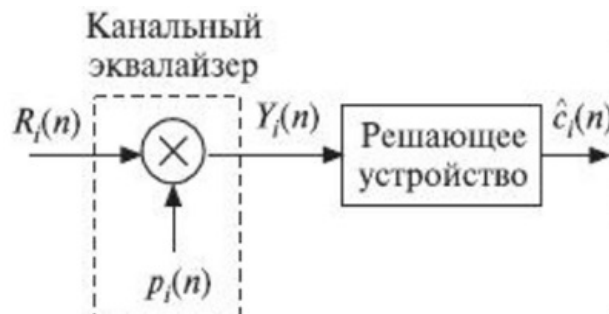 Канальный
эквалайзер
R_i(n)
Y_i(n)
Решающее
устройство
ĉ_i(n)
p_i(n)